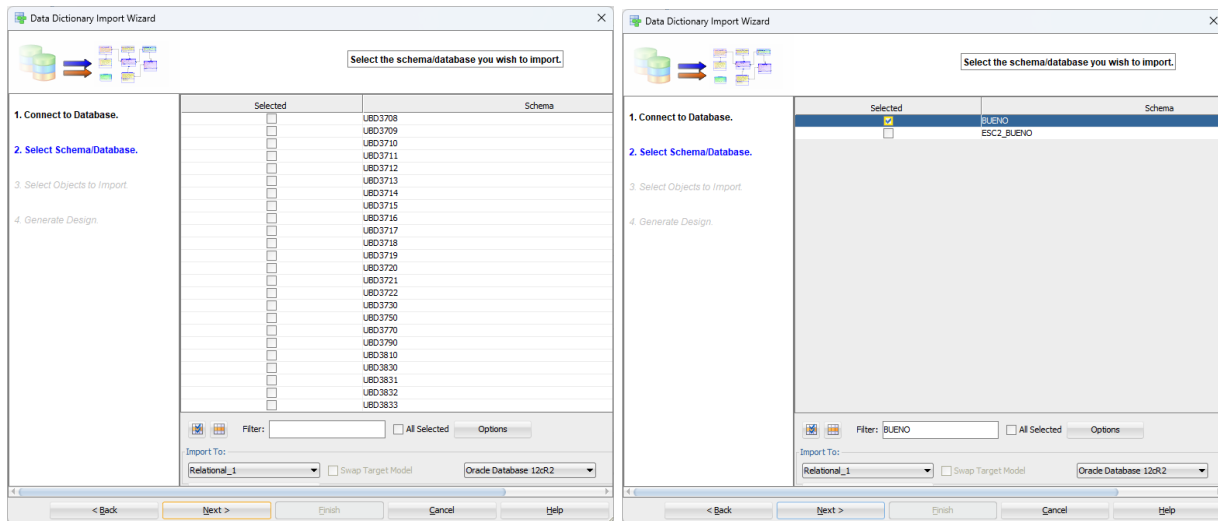 Data Dictionary Import Wizard
Select the schema/database you wish to import.
1. Connect to Database.
2. Select Schema/Database.
3. Select Objects to Import.
4. Generate Design.
Selected Schema
UBD3708
UBD3709
UBD3710
UBD3711
UBD3712
UBD3713
UBD3714
UBD3715
UBD3716
UBD3717
UBD3718
UBD3719
UBD3720
UBD3721
UBD3722
UBD3730
UBD3750
UBD3770
UBD3790
UBD3810
UBD3830
UBD3831
UBD3832
UBD3833
Filter: All Selected Options
Import To:
Relational_1 Swap Target Model Oracle Database 12cR2
< Back Next > Finish Cancel Help
Data Dictionary Import Wizard
Select the schema/database you wish to import.
1. Connect to Database.
2. Select Schema/Database.
3. Select Objects to Import.
4. Generate Design.
Selected Schema
BUENO
ESC2_BUENO
Filter: BUENO All Selected Options
Import To:
Relational_1 Swap Target Model Oracle Database 12cR2
< Back Next > Finish Cancel Help